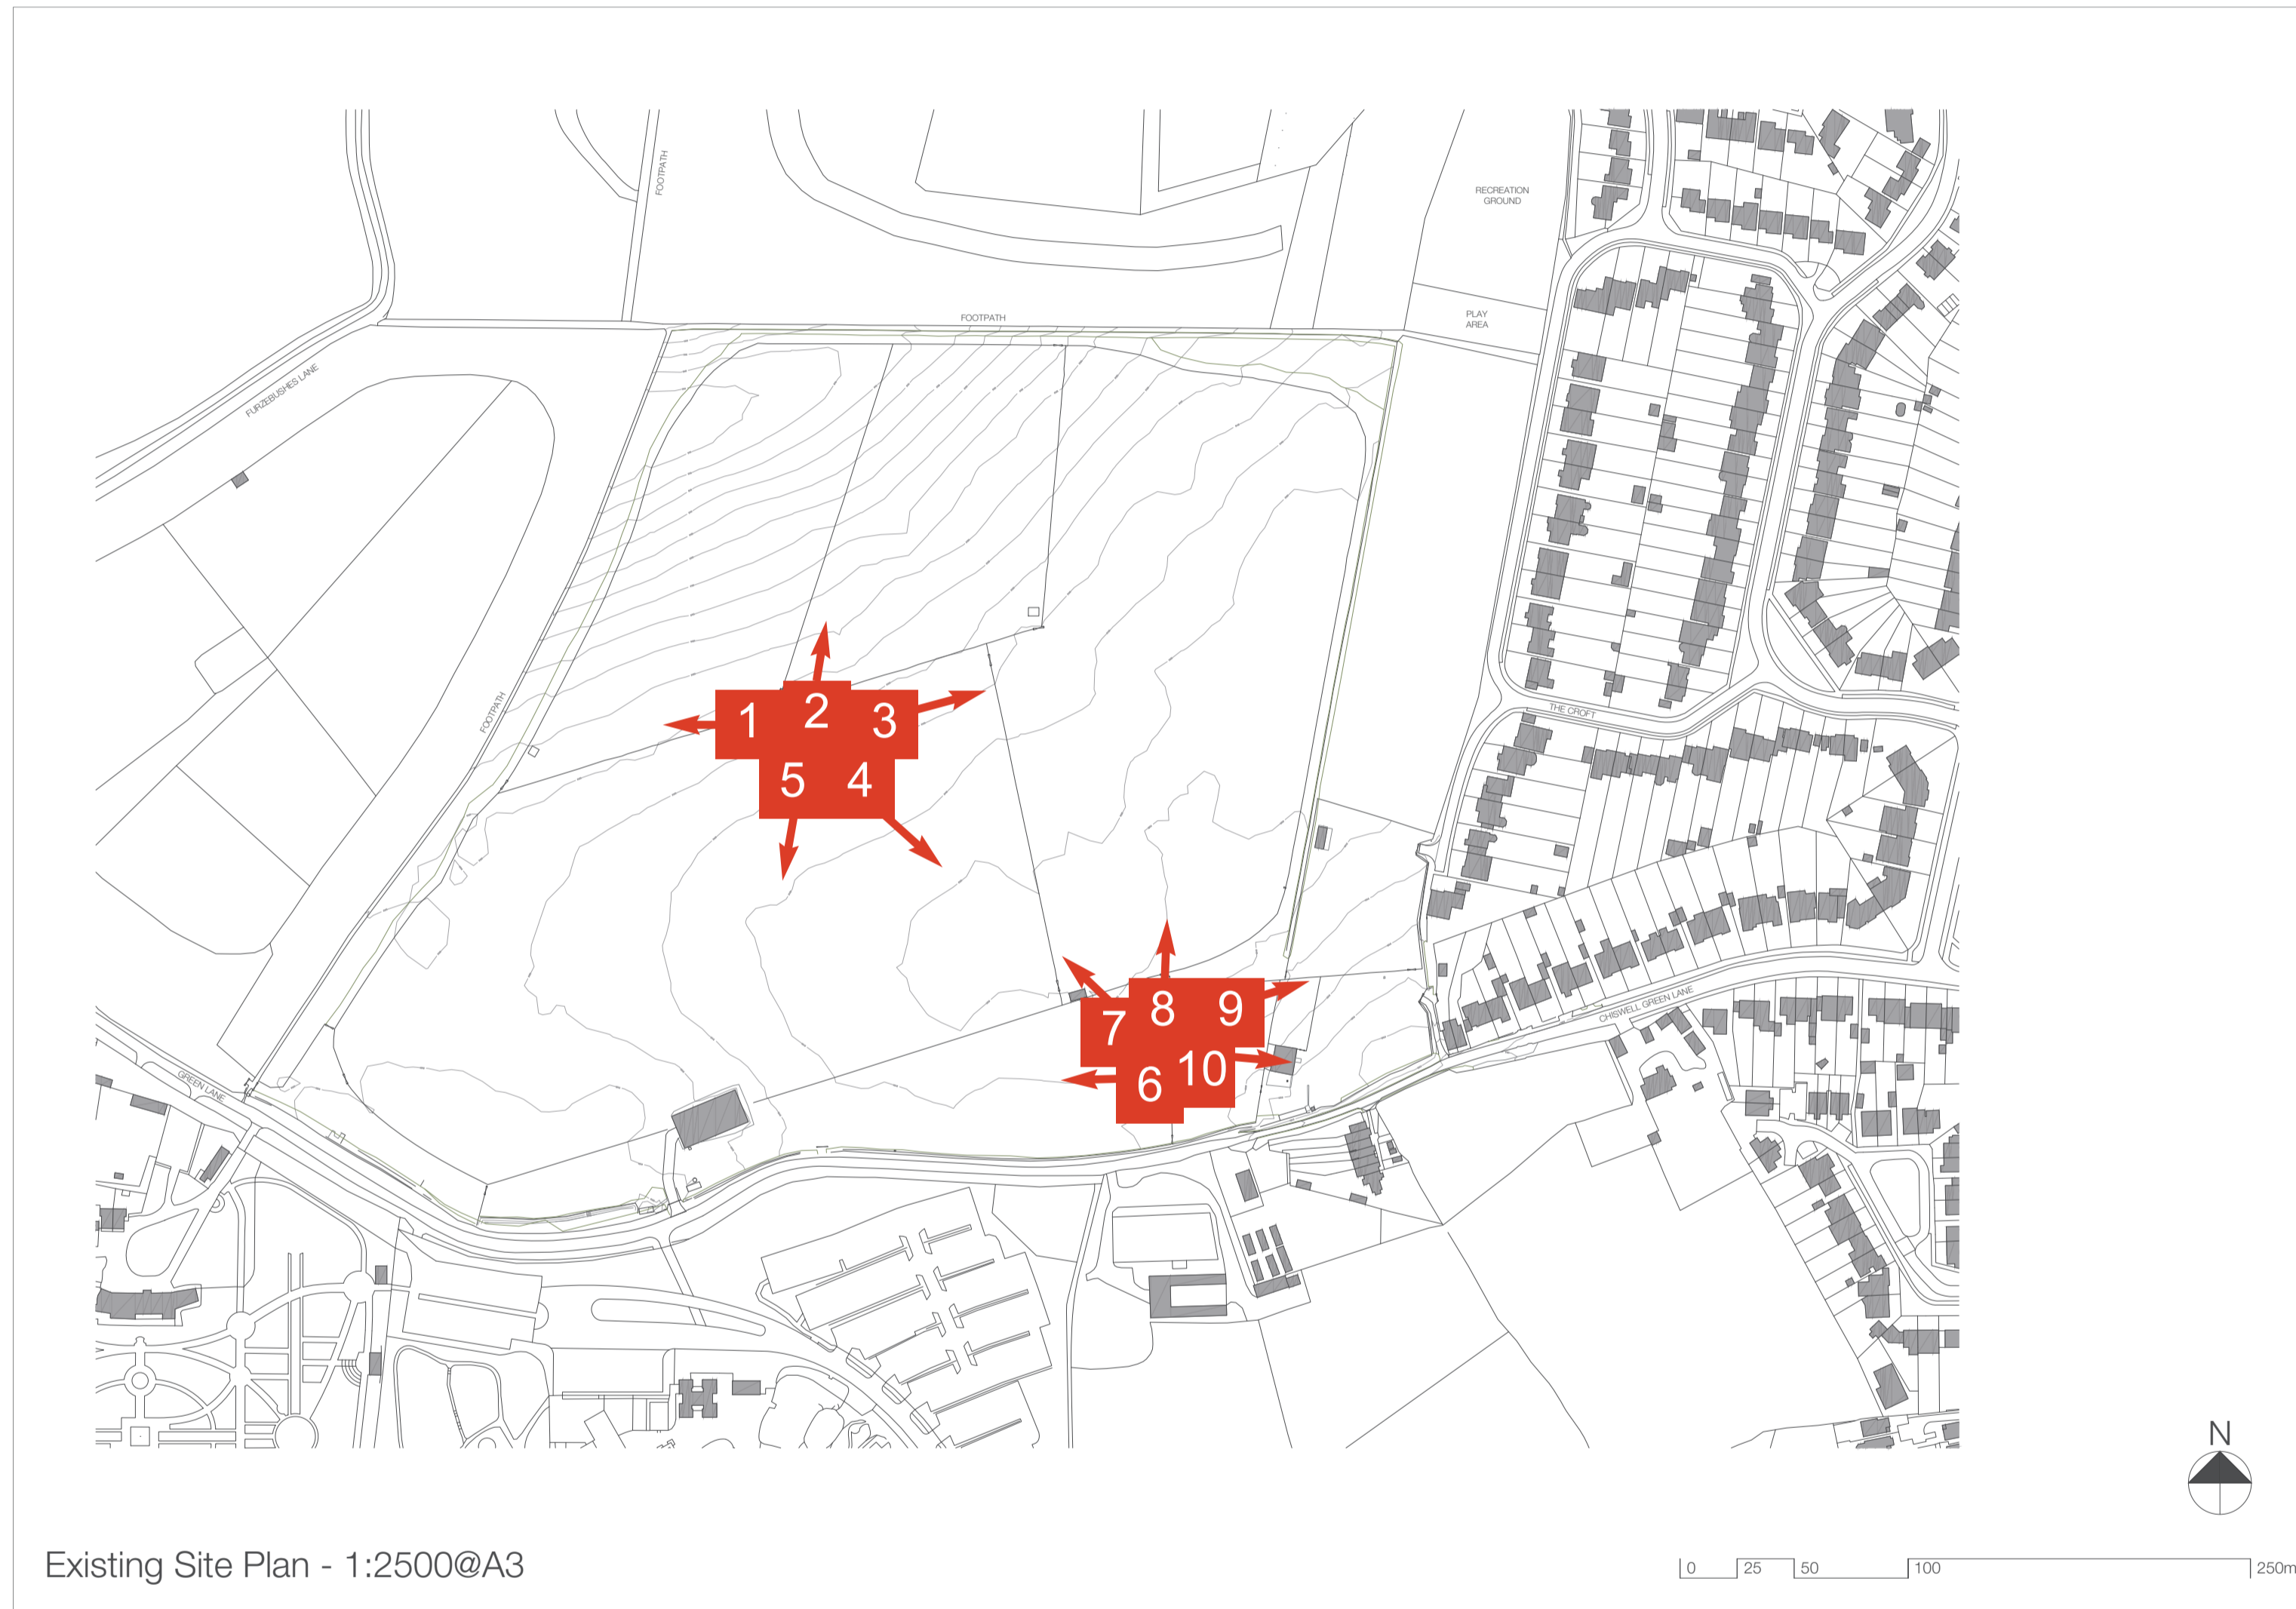 FOOTPATH
RECREATION
GROUND
FOOTPATH
PLAY
AREA
FURZEBUSHES LANE
FOOTPATH
1
2
3
5
4
THE CROFT
7
8
9
6
10
CHISWELL GREEN LANE
GREEN LANE
N
Existing Site Plan - 1:2500@A3
0 25 50 100 250m